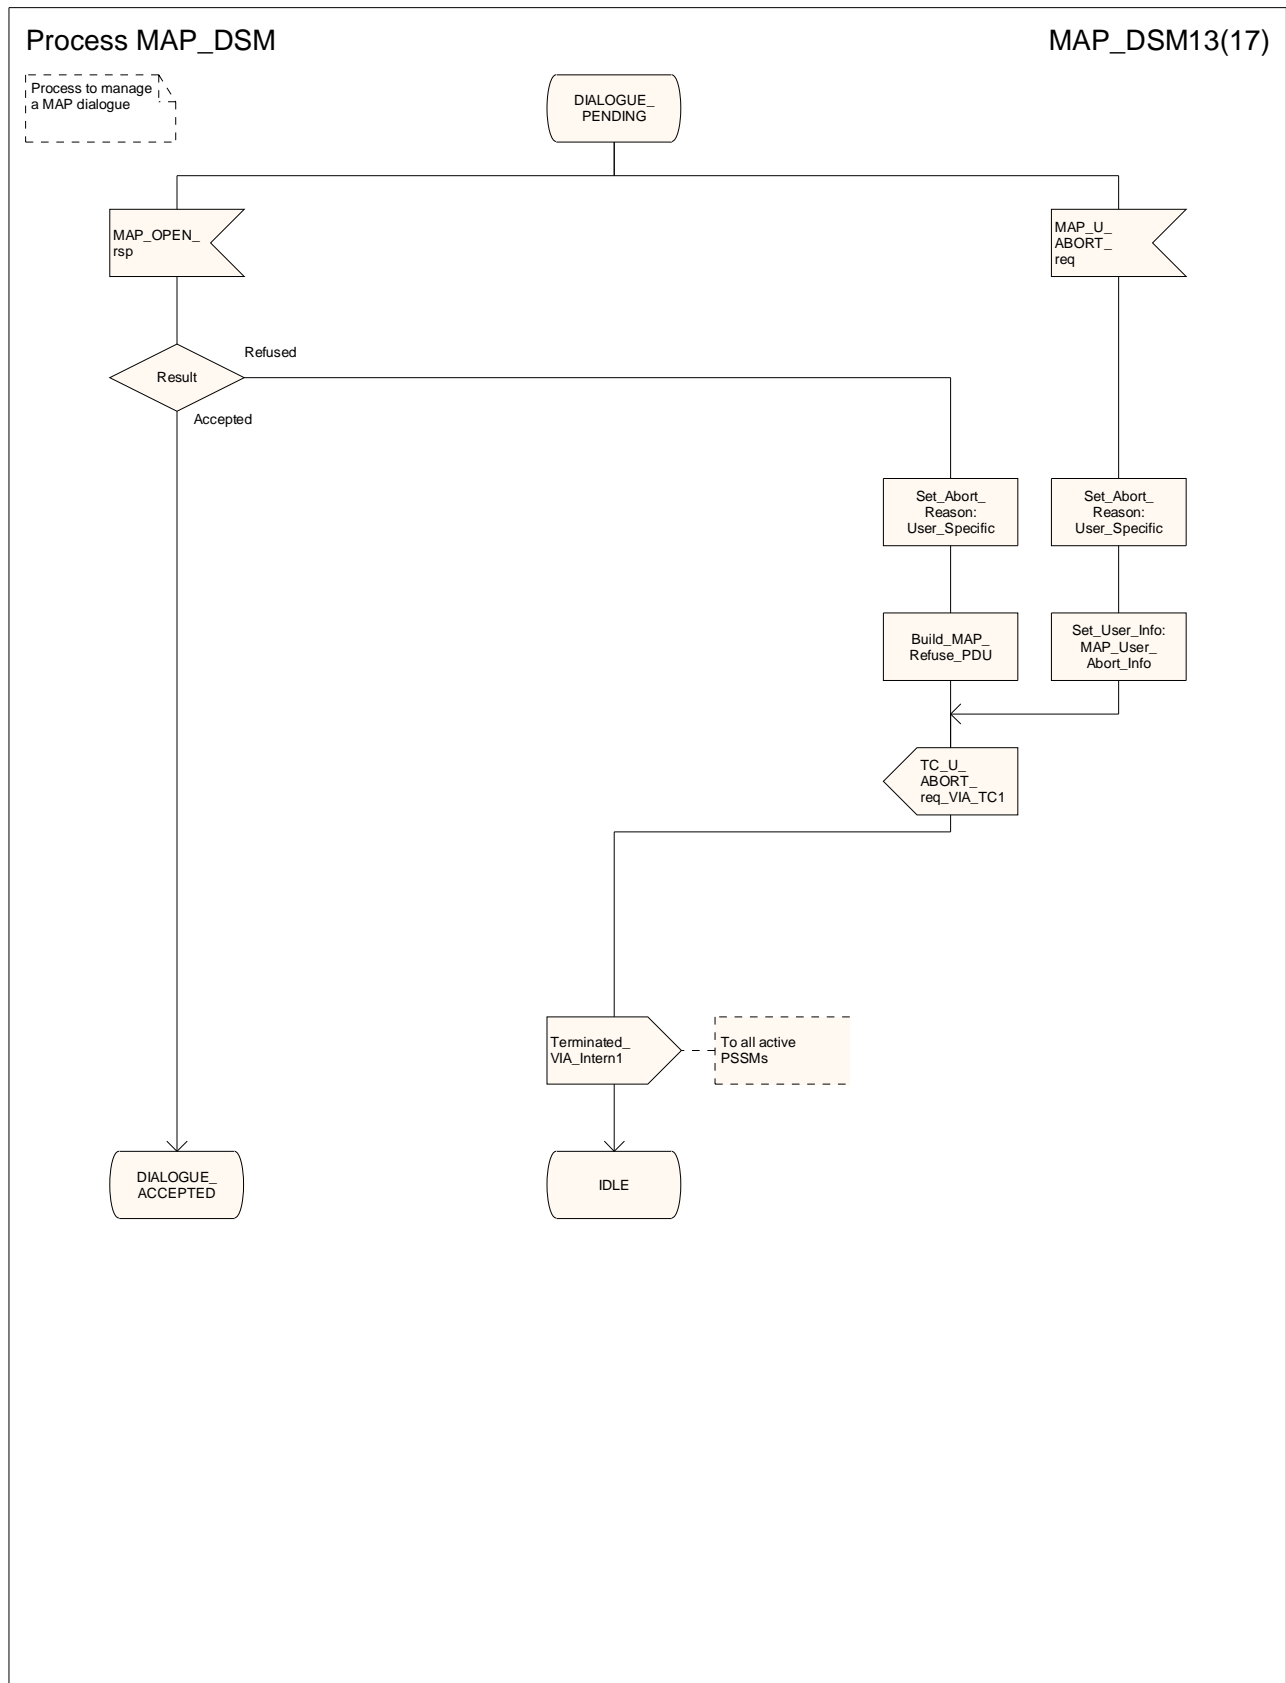 Process MAP_DSM
MAP_DSM13(17)
Process to manage
a MAP dialogue
DIALOGUE_
PENDING
MAP_OPEN_
rsp
MAP_U_
ABORT_
req
Result
Refused
Accepted
Set_Abort_
Reason:
User_Specific
Set_Abort_
Reason:
User_Specific
Build_MAP_
Refuse_PDU
Set_User_Info:
MAP_User_
Abort_Info
TC_U_
ABORT_
req_VIA_TC1
Terminated_
VIA_Intern1
To all active
PSSMs
DIALOGUE_
ACCEPTED
IDLE